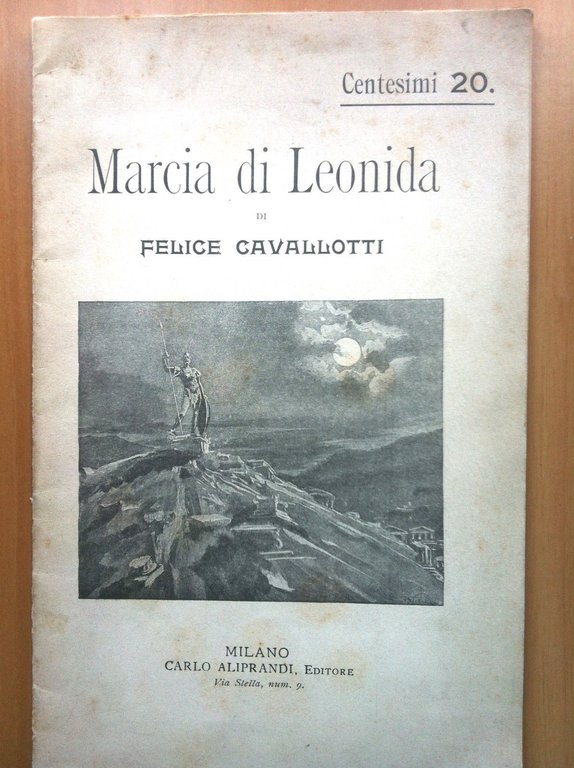 Centesimi 20.
Marcia di Leonida
DI
FELICE CAVALLOTTI
MILANO
CARLO ALIPRANDI, EDITORE
Via Stella, num. 9.